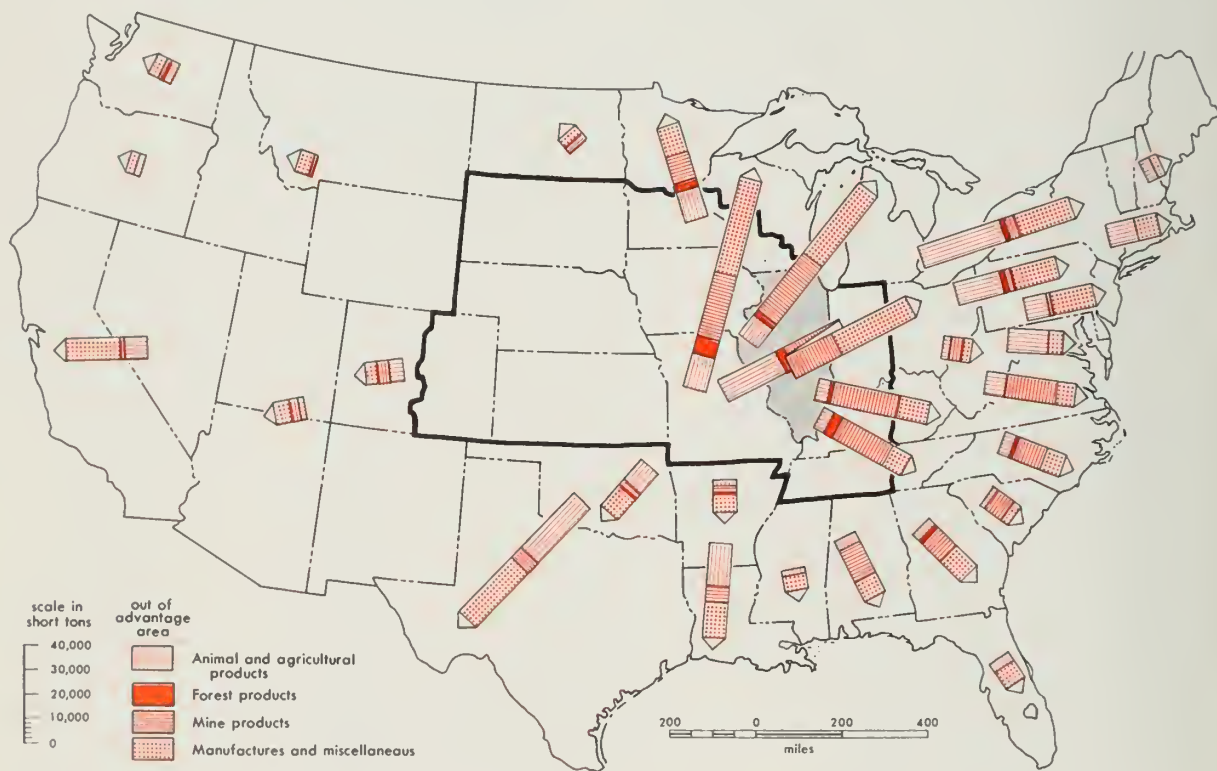 scale in
short tons
40,000
30,000
20,000
10,000
0
out of
advantage
area
Animal and agricultural
products
Forest products
Mine products
Manufactures and miscellaneaus
200 0 200 400
miles